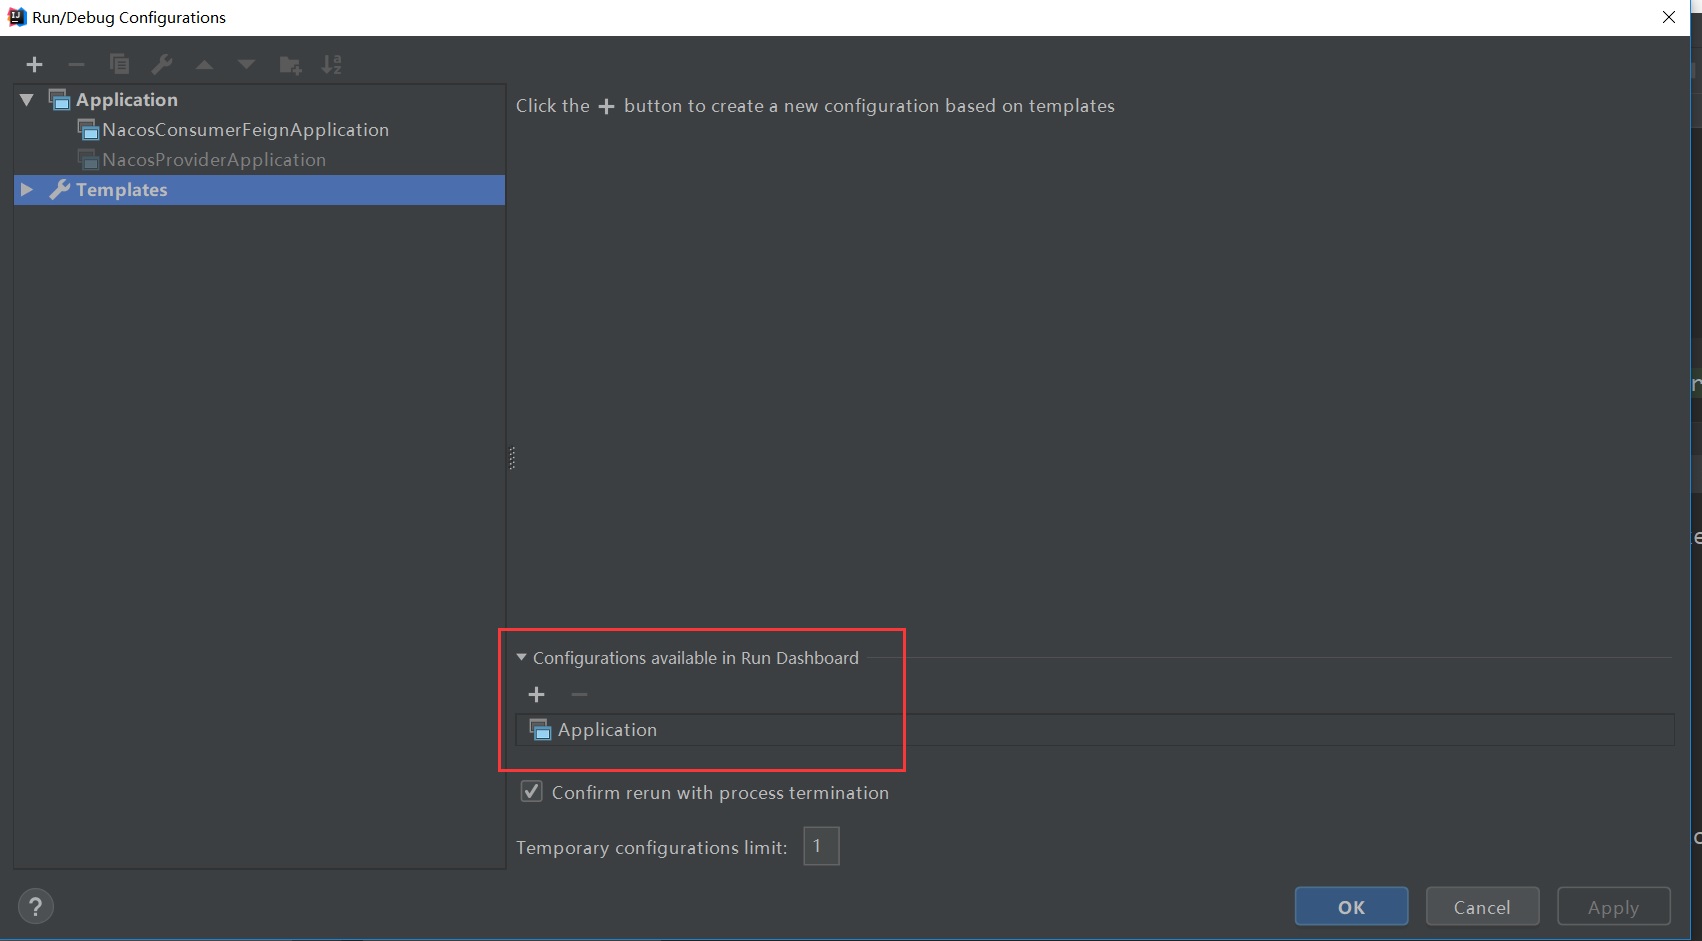 Run/Debug Configurations
Application
NacosConsumerFeignApplication
NacosProviderApplication
Templates
Click the + button to create a new configuration based on templates
Configurations available in Run Dashboard
Application
Confirm rerun with process termination
Temporary configurations limit: 1
?
OK Cancel Apply